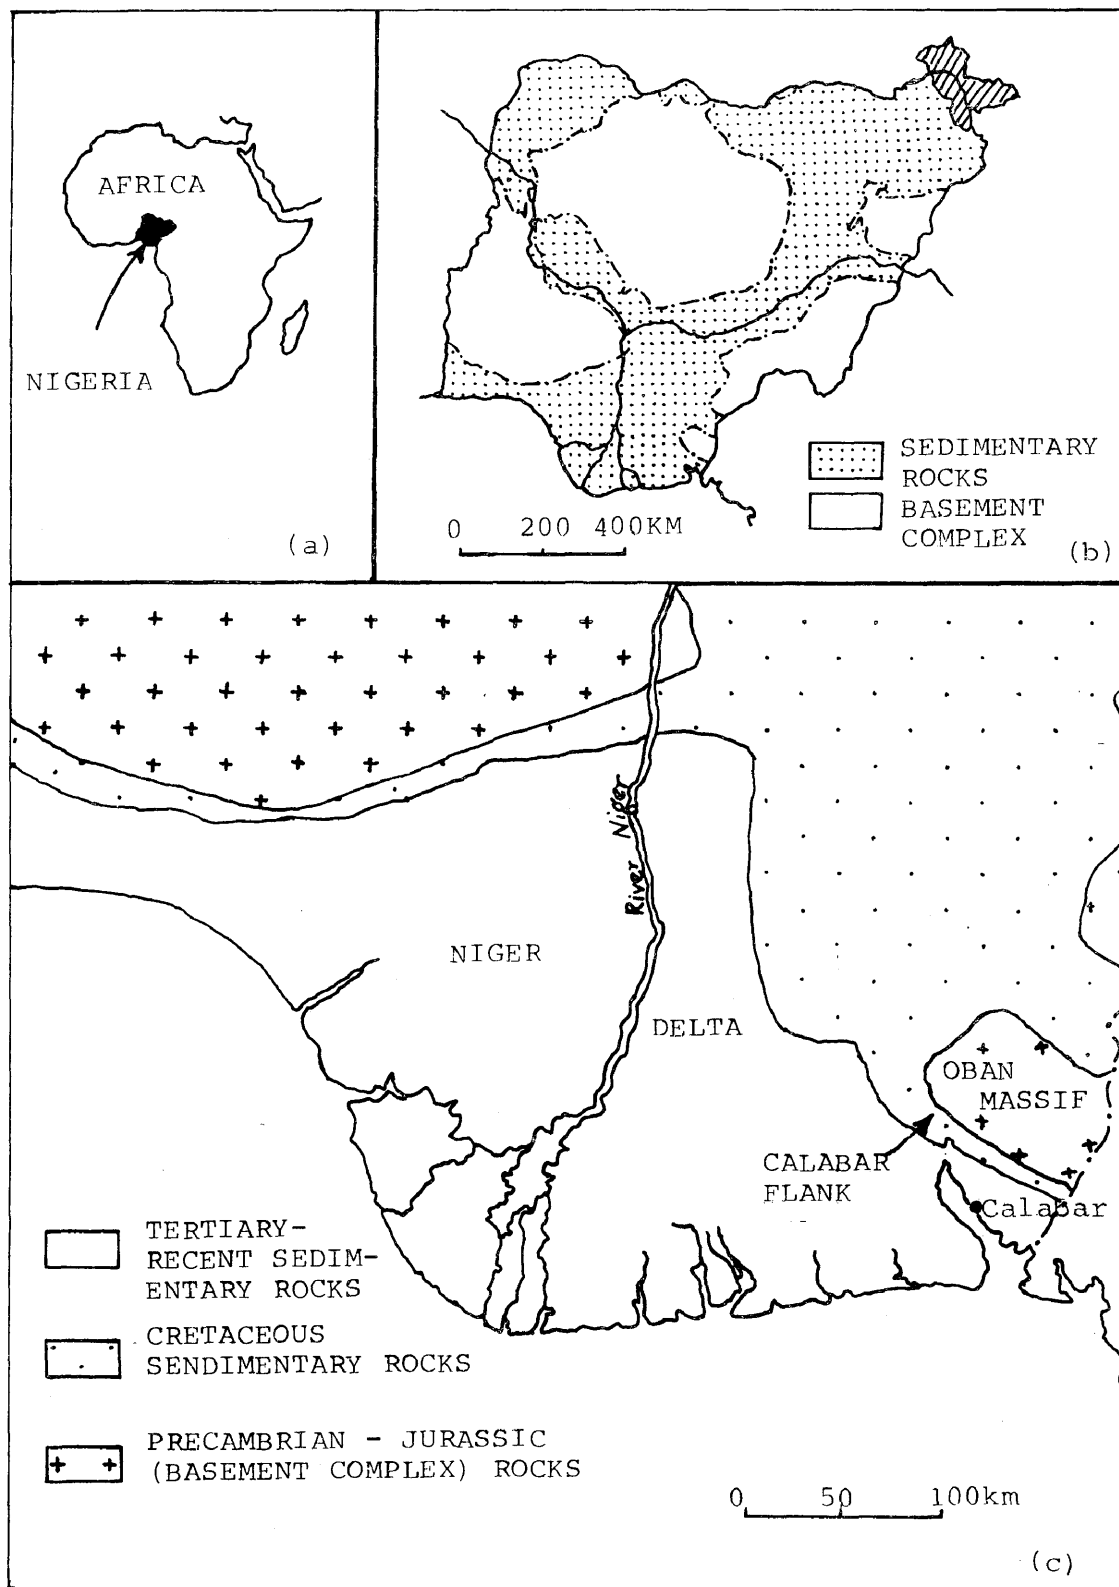 AFRICA
NIGERIA
(a)
SEDIMENTARY
ROCKS
BASEMENT
COMPLEX
0 200 400KM
(b)
River Niger
NIGER
DELTA
OBAN
MASSIF
CALABAR
FLANK
Calabar
TERTIARY-
RECENT SEDIM-
ENTARY ROCKS
CRETACEOUS
SENDIMENTARY ROCKS
PRECAMBRIAN - JURASSIC
(BASEMENT COMPLEX) ROCKS
0 50 100km
(c)